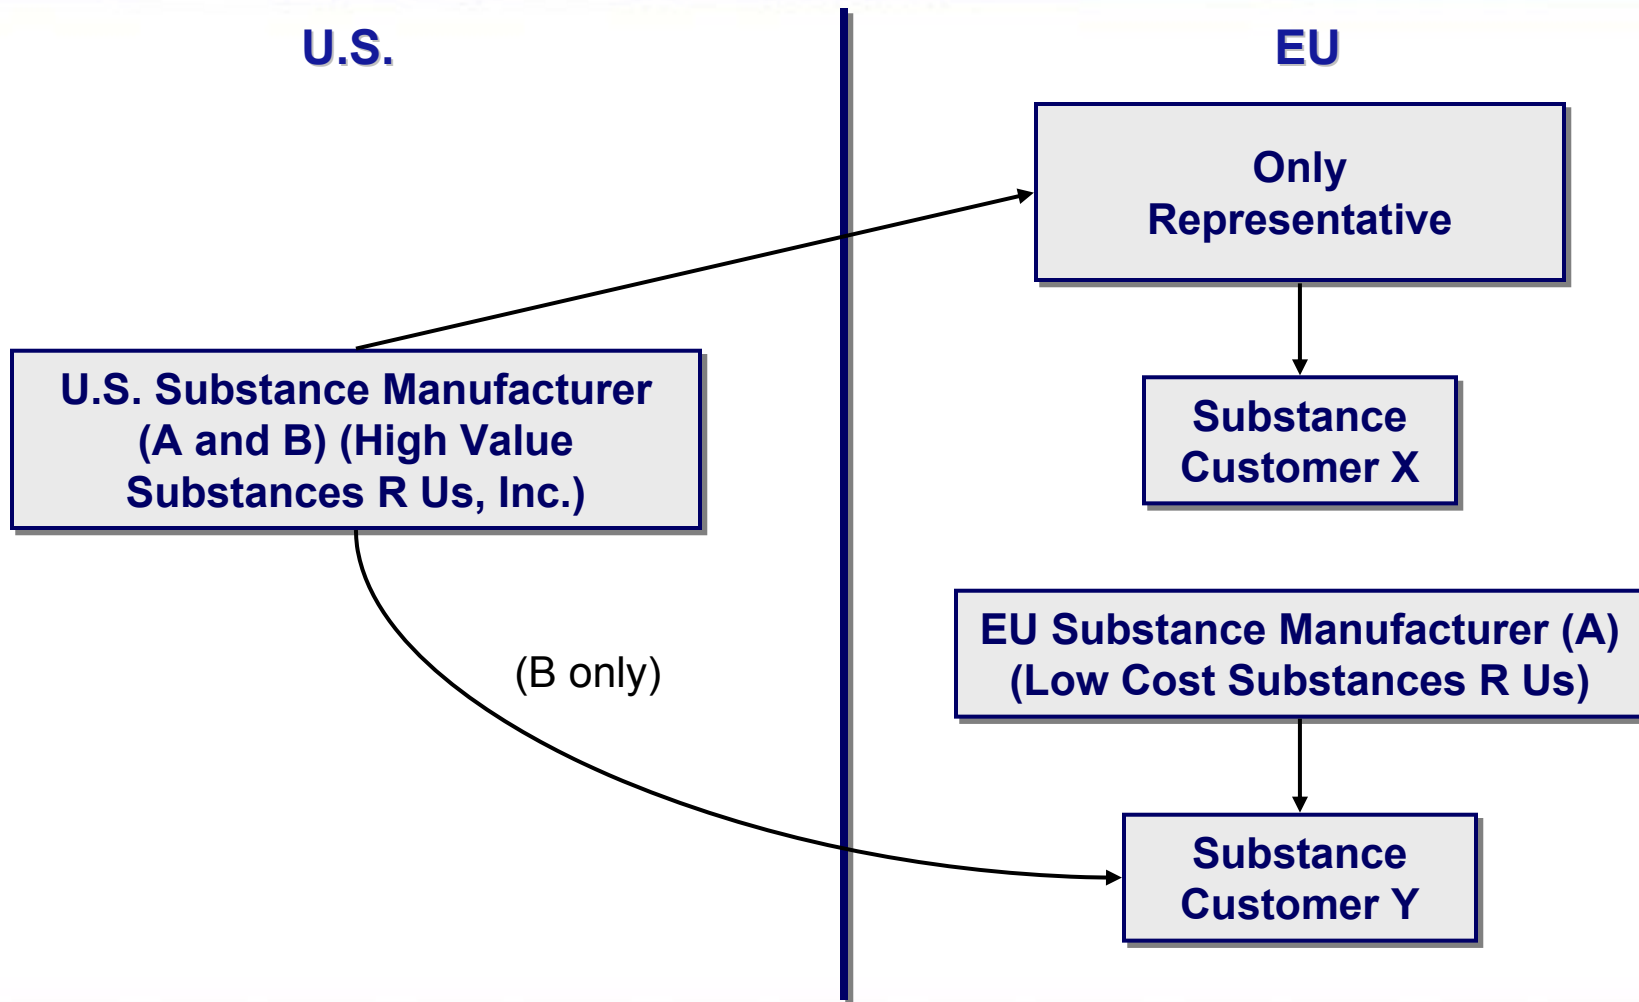 U.S.
EU
Only
Representative
U.S. Substance Manufacturer
(A and B) (High Value
Substances R Us, Inc.)
Substance
Customer X
(B only)
EU Substance Manufacturer (A)
(Low Cost Substances R Us)
Substance
Customer Y